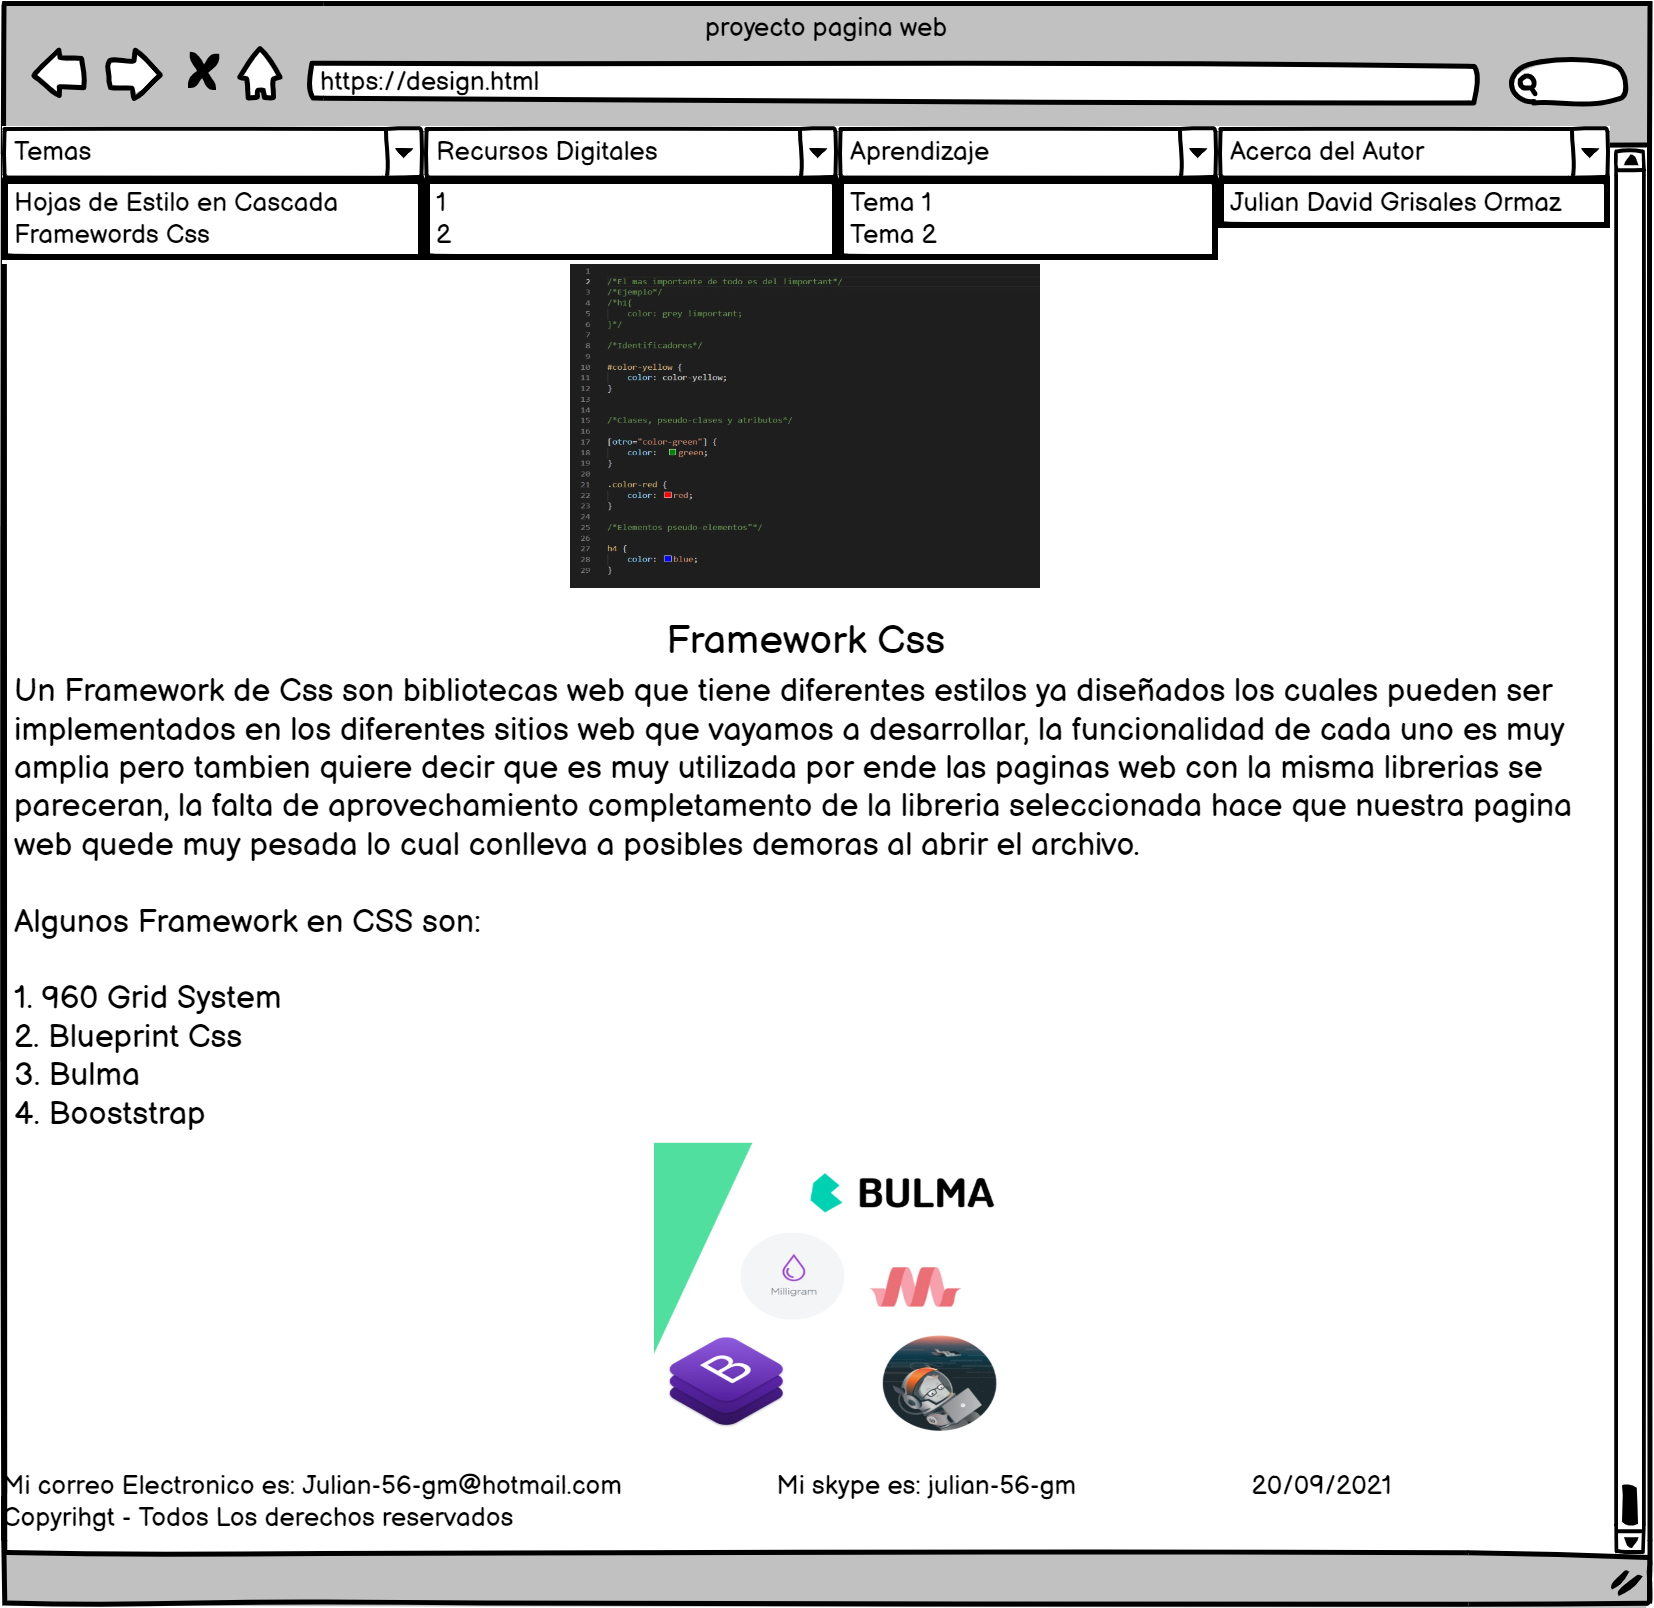 proyecto pagina web
https://design.html
Temas
Recursos Digitales
Aprendizaje
Acerca del Autor
Hojas de Estilo en Cascada
Framewords Css
1
2
Tema 1
Tema 2
Julian David Grisales Ormaz
1
2 /*El mas importante de todo es del !important*/
3 /*Ejemplo*/
4 /*h1{
5 color: grey !important;
6 }*/
7
8 /*Identificadores*/
9
10 #color-yellow {
11 color: color-yellow;
12 }
13
14
15 /*Clases, pseudo-clases y atributos*/
16
17 [otro="color-green"] {
18 color: green;
19 }
20
21 .color-red {
22 color: red;
23 }
24
25 /*Elementos pseudo-elementos"*/
26
27 h4 {
28 color: blue;
29 }
Framework Css
Un Framework de Css son bibliotecas web que tiene diferentes estilos ya diseñados los cuales pueden ser
implementados en los diferentes sitios web que vayamos a desarrollar, la funcionalidad de cada uno es muy
amplia pero tambien quiere decir que es muy utilizada por ende las paginas web con la misma librerias se
pareceran, la falta de aprovechamiento completamento de la libreria seleccionada hace que nuestra pagina
web quede muy pesada lo cual conlleva a posibles demoras al abrir el archivo.
Algunos Framework en CSS son:
1. 960 Grid System
2. Blueprint Css
3. Bulma
4. Booststrap
BULMA
Milligram
B
Mi correo Electronico es: Julian-56-gm@hotmail.com
Mi skype es: julian-56-gm
20/09/2021
Copyrihgt - Todos Los derechos reservados